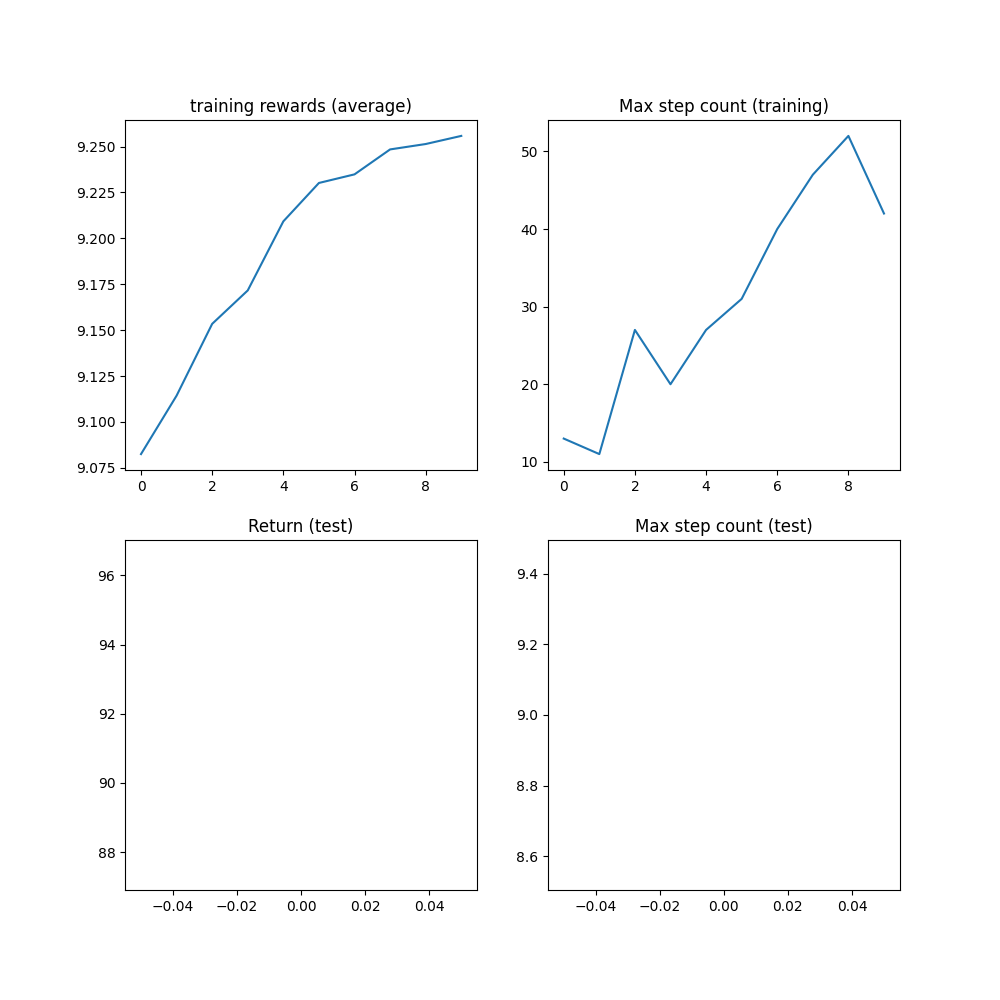 training rewards (average)
9.250
9.225
9.200
9.175
9.150
9.125
9.100
9.075
0 2 4 6 8
Max step count (training)
50
40
30
20
10
0 2 4 6 8
Return (test)
96
94
92
90
88
−0.04 −0.02 0.00 0.02 0.04
Max step count (test)
9.4
9.2
9.0
8.8
8.6
−0.04 −0.02 0.00 0.02 0.04